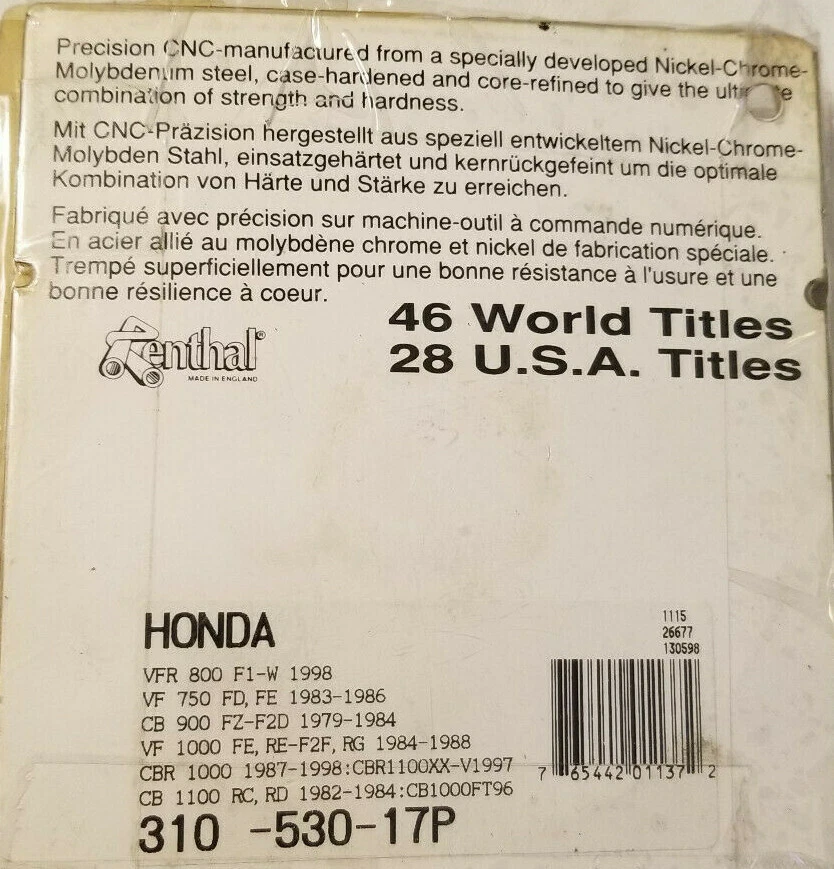 Precision CNC-manufactured from a specially developed Nickel-Chrome-
Molybdenum steel, case-hardened and core-refined to give the ultimate
combination of strength and hardness.
Mit CNC-Präzision hergestellt aus speziell entwickeltem Nickel-Chrome-
Molybden Stahl, einsatzgehärtet und kernrückgefeint um die optimale
Kombination von Härte und Stärke zu erreichen.
Fabriqué avec précision sur machine-outil à commande numérique.
En acier allié au molybdène chrome et nickel de fabrication spéciale.
Trempé superficiellement pour une bonne résistance à l'usure et une
bonne résilience à coeur.
46 World Titles
28 U.S.A. Titles
Renthal®
MADE IN ENGLAND
HONDA
VFR 800 F1-W 1998
VF 750 FD, FE 1983-1986
CB 900 FZ-F2D 1979-1984
VF 1000 FE, RE-F2F, RG 1984-1988
CBR 1000 1987-1998:CBR1100XX-V1997
CB 1100 RC, RD 1982-1984:CB1000FT96
310 -530-17P
1115
26677
130598
7 65442 01137 2